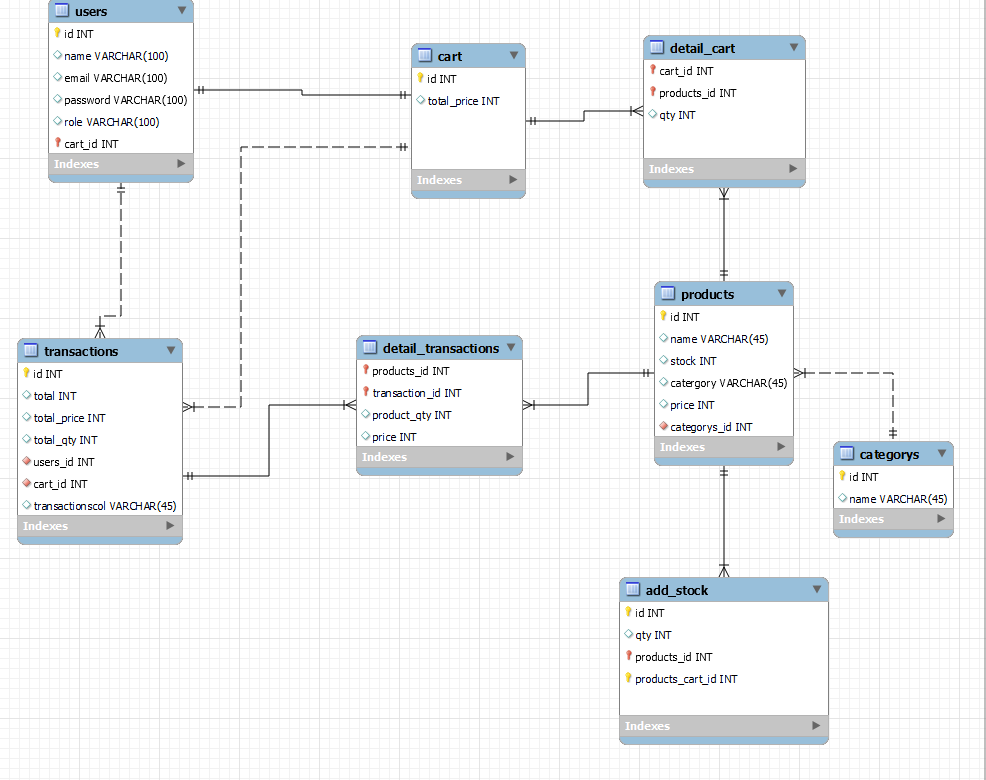 users
id INT
name VARCHAR(100)
email VARCHAR(100)
password VARCHAR(100)
role VARCHAR(100)
cart_id INT
Indexes
cart
id INT
total_price INT
Indexes
detail_cart
cart_id INT
products_id INT
qty INT
Indexes
transactions
id INT
total INT
total_price INT
total_qty INT
users_id INT
cart_id INT
transactionscol VARCHAR(45)
Indexes
detail_transactions
products_id INT
transaction_id INT
product_qty INT
price INT
Indexes
products
id INT
name VARCHAR(45)
stock INT
catergory VARCHAR(45)
price INT
categorys_id INT
Indexes
categorys
id INT
name VARCHAR(45)
Indexes
add_stock
id INT
qty INT
products_id INT
products_cart_id INT
Indexes